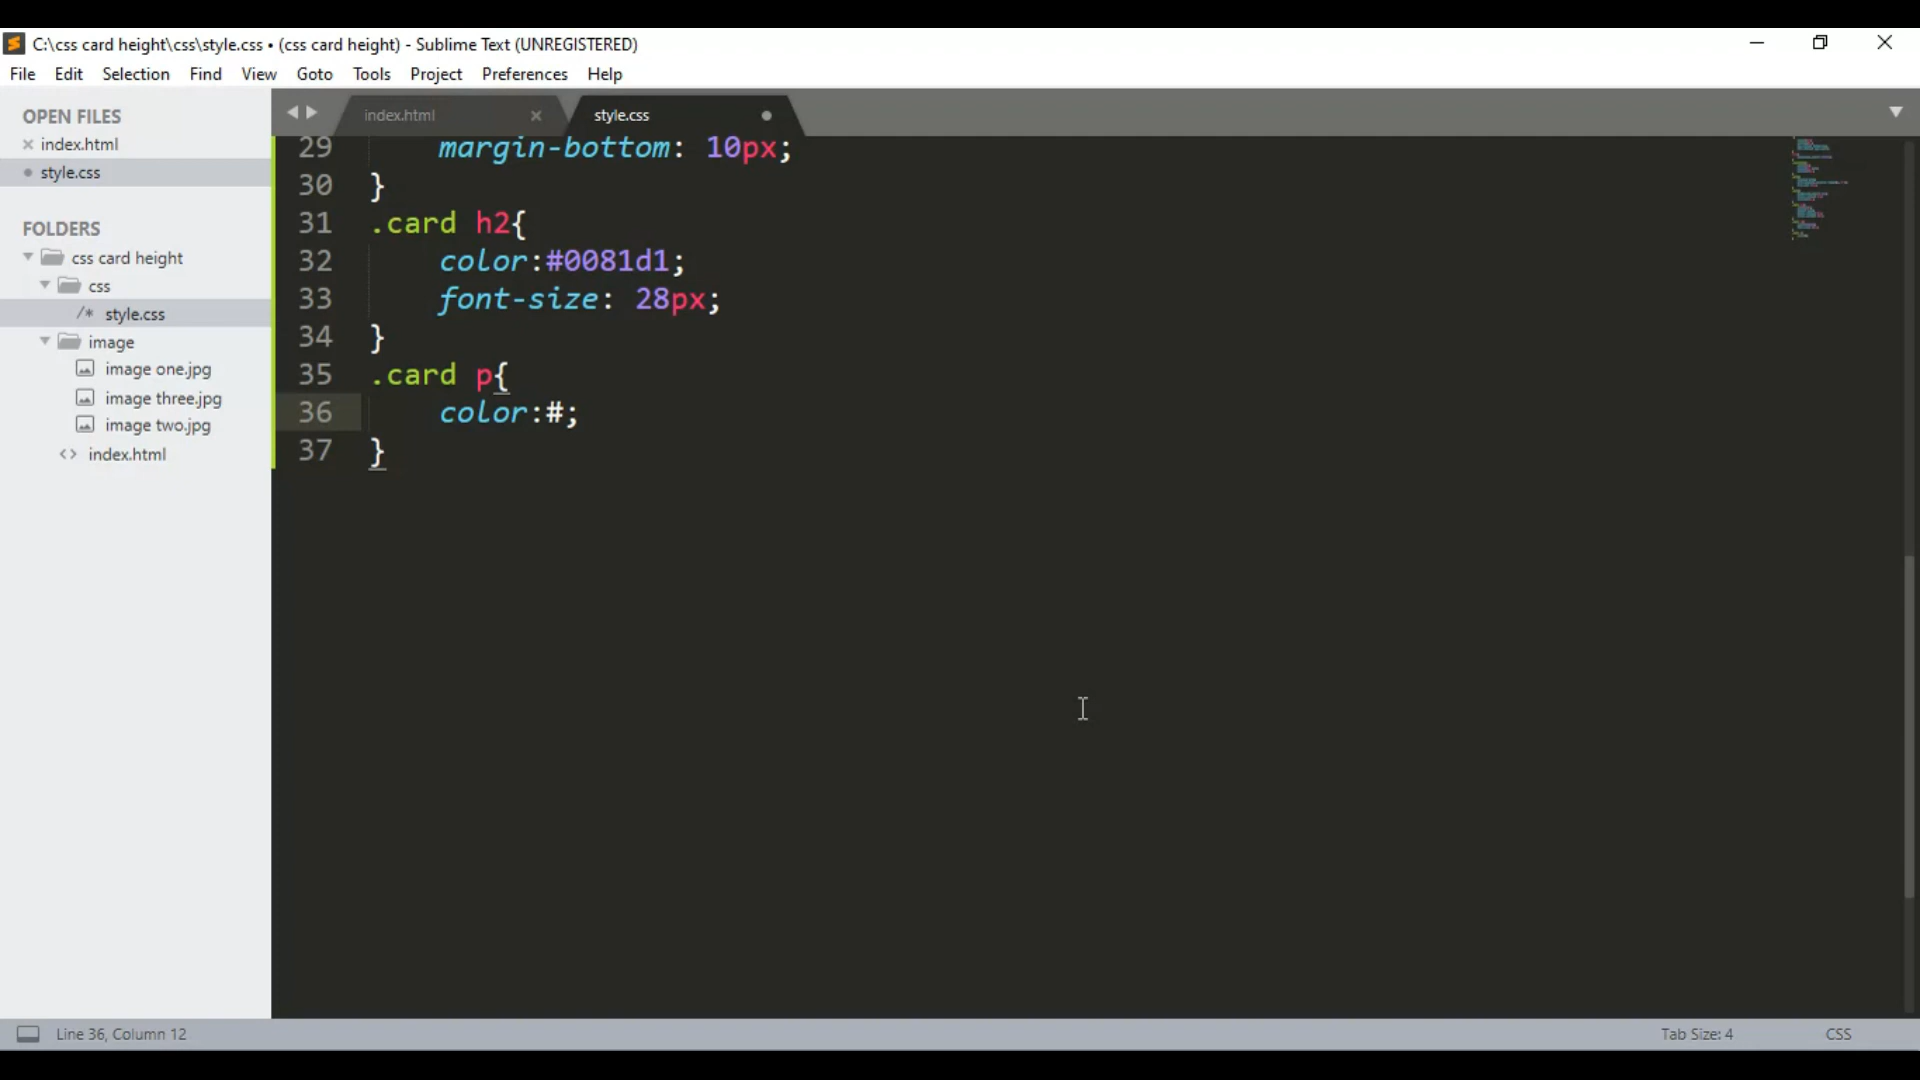 C:\css card height\css\style.css • (css card height) - Sublime Text (UNREGISTERED)
File Edit Selection Find View Goto Tools Project Preferences Help
OPEN FILES
index.html
style.css
FOLDERS
css card height
css
/* style.css
image
image one.jpg
image three.jpg
image two.jpg
<> index.html
index.html style.css
29 margin-bottom: 10px;
30 }
31 .card h2{
32 color:#0081d1;
33 font-size: 28px;
34 }
35 .card p{
36 color:#;
37 }
Line 36, Column 12 Tab Size: 4 CSS